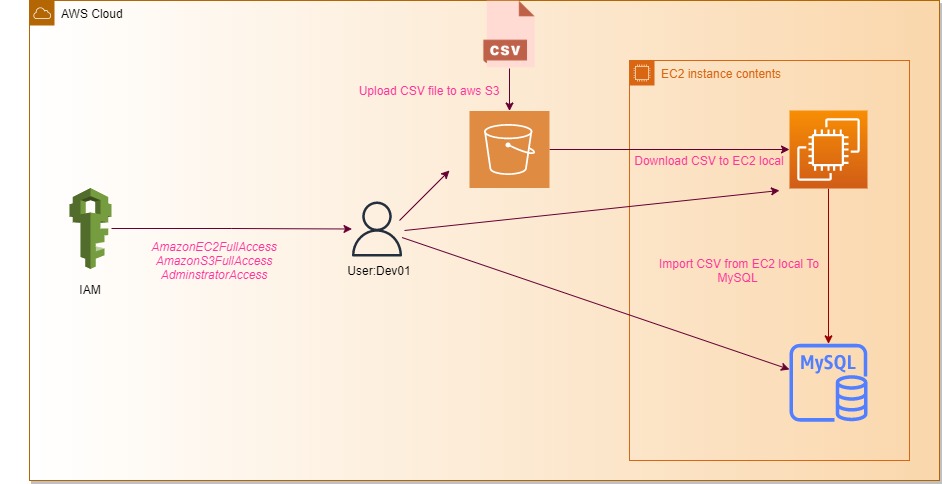 AWS Cloud
CSV
Upload CSV file to aws S3
EC2 instance contents
Download CSV to EC2 local
AmazonEC2FullAccess
AmazonS3FullAccess
AdminstratorAccess
User:Dev01
IAM
Import CSV from EC2 local To
MySQL
MySQL